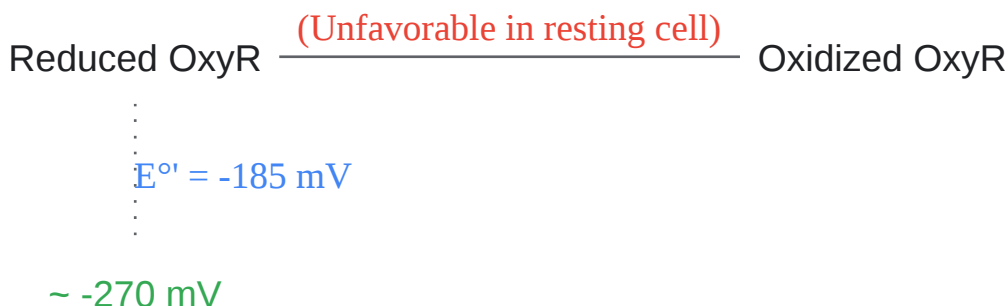 (Unfavorable in resting cell)
Reduced OxyR
Oxidized OxyR
E°' = -185 mV
~ -270 mV